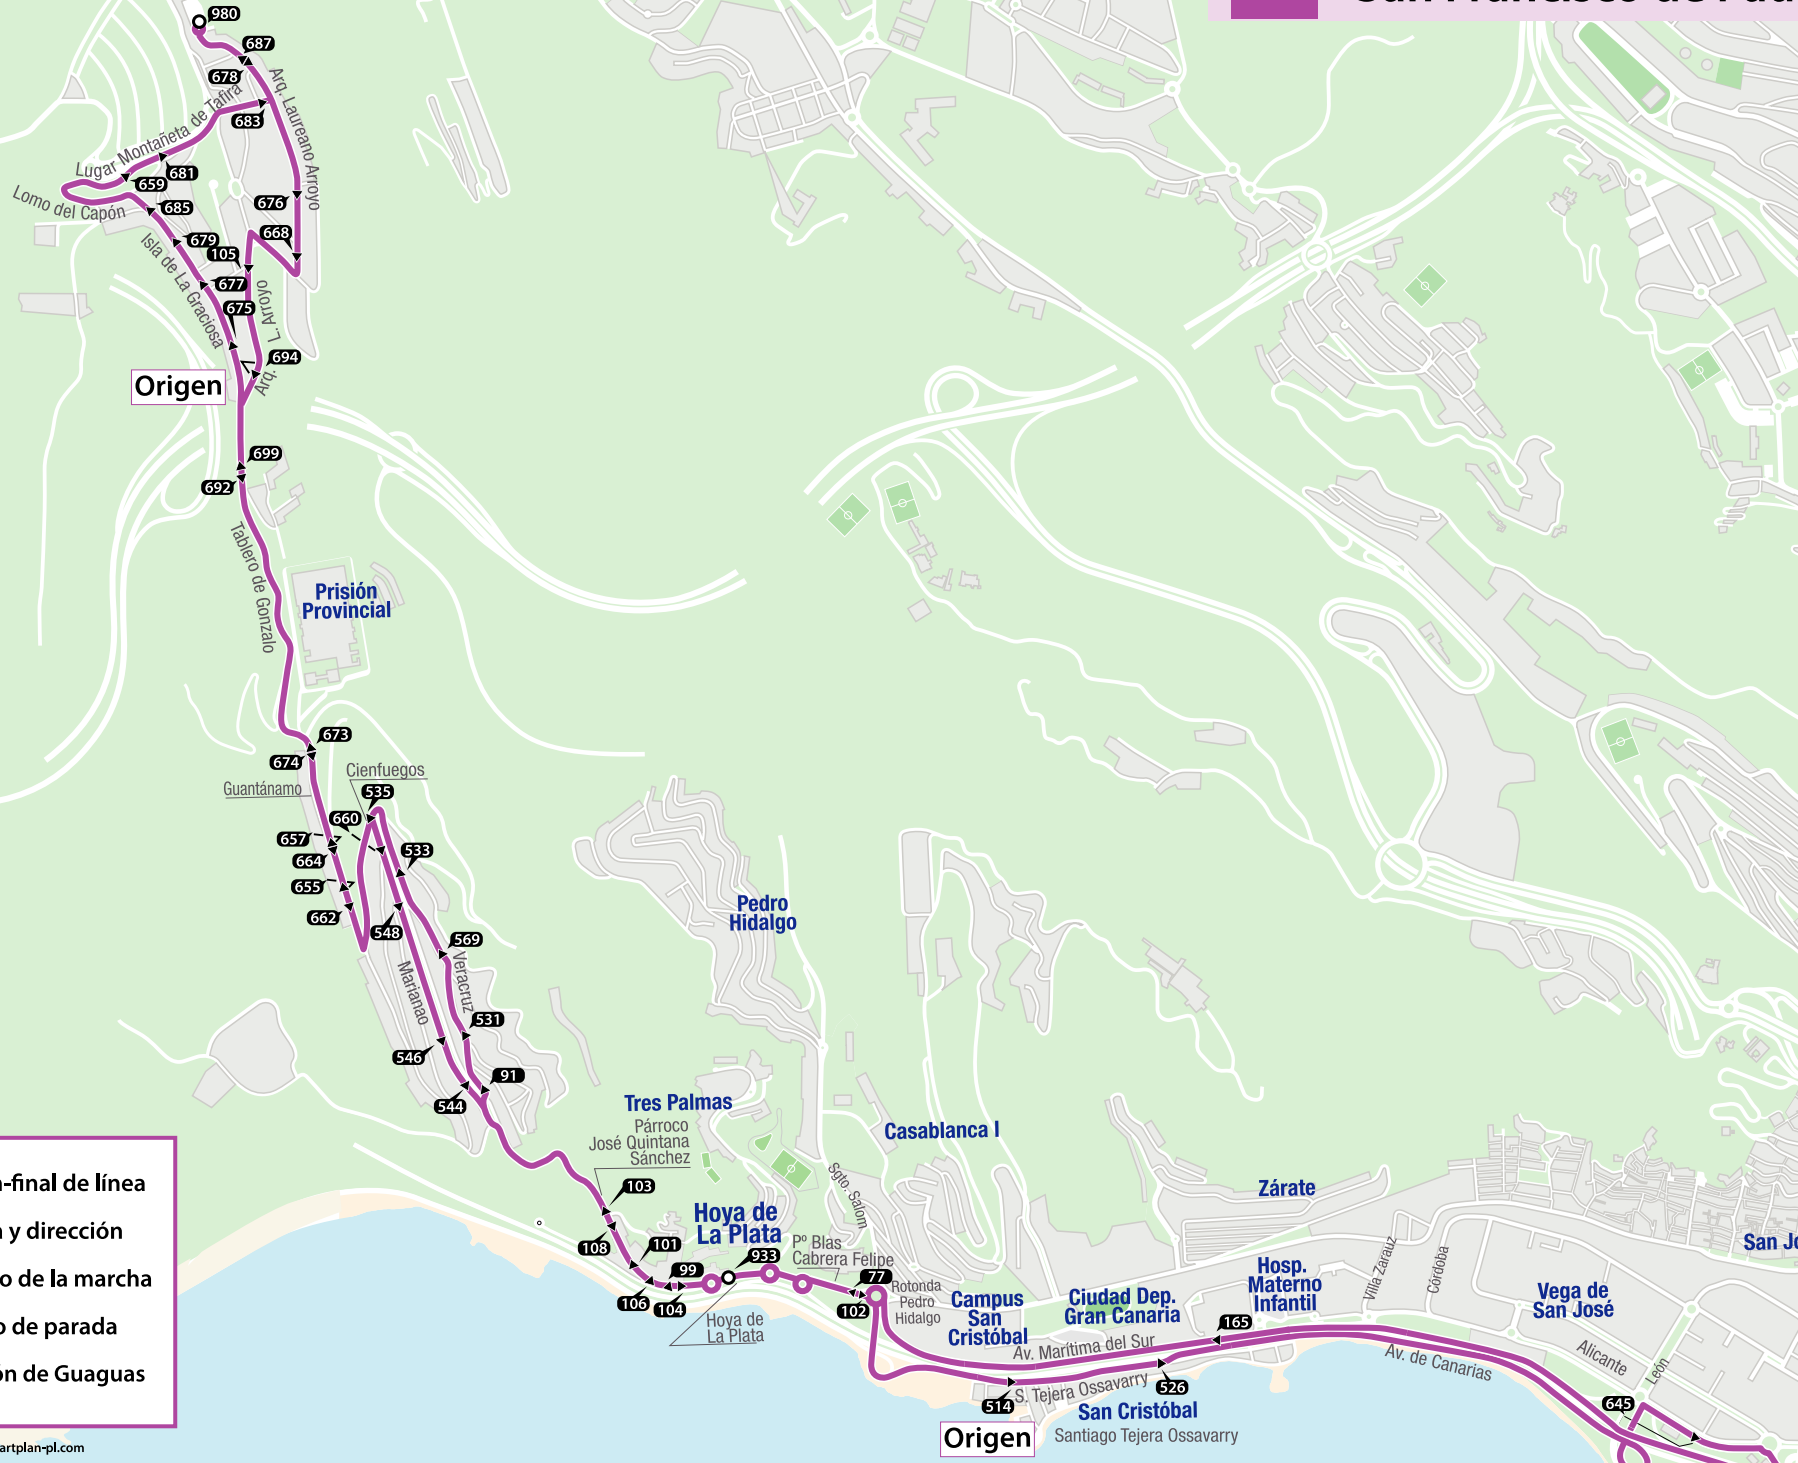 980
687
678
Arq. Laureano Arroyo
683
Lugar Montañeta de Tafira
681
659
Lomo del Capón
685
676
679
668
105
Isla de La Graciosa
677
675
Arq. L. Arroyo
694
Origen
699
692
Tablero de Gonzalo
Prisión
Provincial
673
674
Cienfuegos
Guantánamo
535
660
657
533
664
655
662
548
569
Marianao
Veracruz
531
546
91
544
Pedro
Hidalgo
Tres Palmas
Párroco
José Quintana
Sánchez
Casablanca I
103
108
101
Hoya de
La Plata
933
99
106
104
Hoya de
La Plata
Sgto. Salom
Pº Blas
Cabrera Felipe
77
102
Rotonda
Pedro
Hidalgo
Campus
San
Cristóbal
Ciudad Dep.
Gran Canaria
Zárate
Hosp.
Materno
Infantil
Villa Zarauz
Córdoba
Vega de
San José
165
Av. Marítima del Sur
Av. de Canarias
Alicante
León
645
526
514
S. Tejera Ossavarry
San Cristóbal
Santiago Tejera Ossavarry
Origen
-final de línea
y dirección
o de la marcha
o de parada
ón de Guaguas
artplan-pl.com